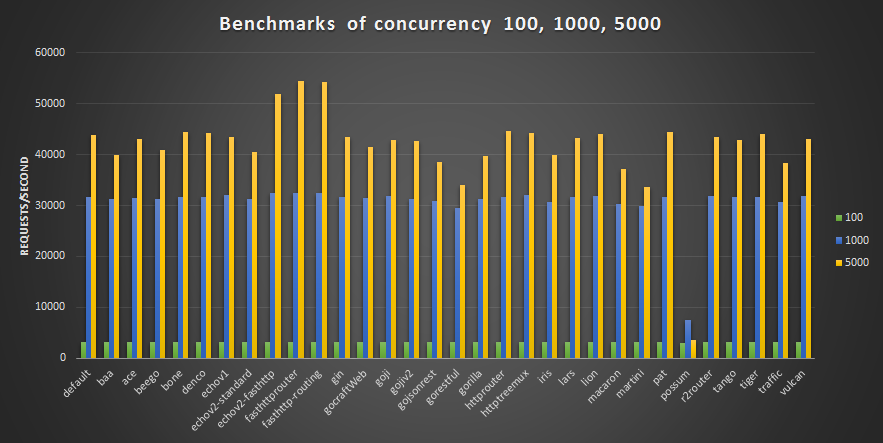 Benchmarks of concurrency 100, 1000, 5000
60000
50000
40000
30000
20000
10000
0
REQUESTS/SECOND
default
baa
ace
beego
bone
denco
echov1
echov2-standard
echov2-fasthttp
fasthttprouter
fasthttp-routing
gin
gocraftWeb
goji
gojiv2
gojsonrest
gorestful
gorilla
httprouter
httptreemux
iris
lars
lion
macaron
martini
pat
possum
r2router
tango
tiger
traffic
vulcan
100
1000
5000